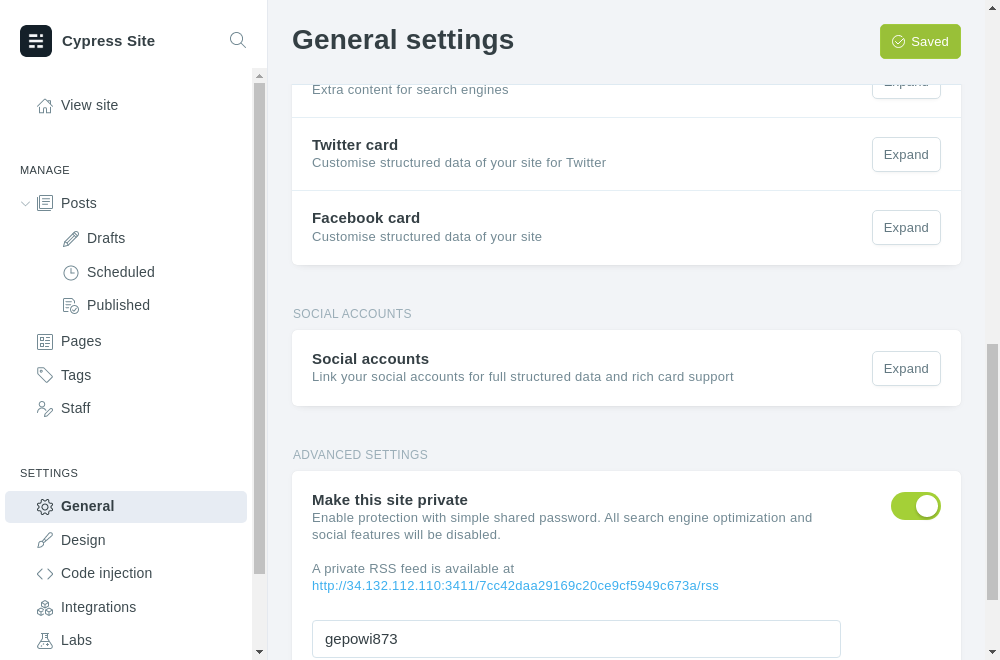 Cypress Site
View site
MANAGE
Posts
Drafts
Scheduled
Published
Pages
Tags
Staff
SETTINGS
General
Design
Code injection
Integrations
Labs
General settings
Saved
Extra content for search engines
Expand
Twitter card
Customise structured data of your site for Twitter
Expand
Facebook card
Customise structured data of your site
Expand
SOCIAL ACCOUNTS
Social accounts
Link your social accounts for full structured data and rich card support
Expand
ADVANCED SETTINGS
Make this site private
Enable protection with simple shared password. All search engine optimization and
social features will be disabled.
A private RSS feed is available at
http://34.132.112.110:3411/7cc42daa29169c20ce9cf5949c673a/rss
gepowi873